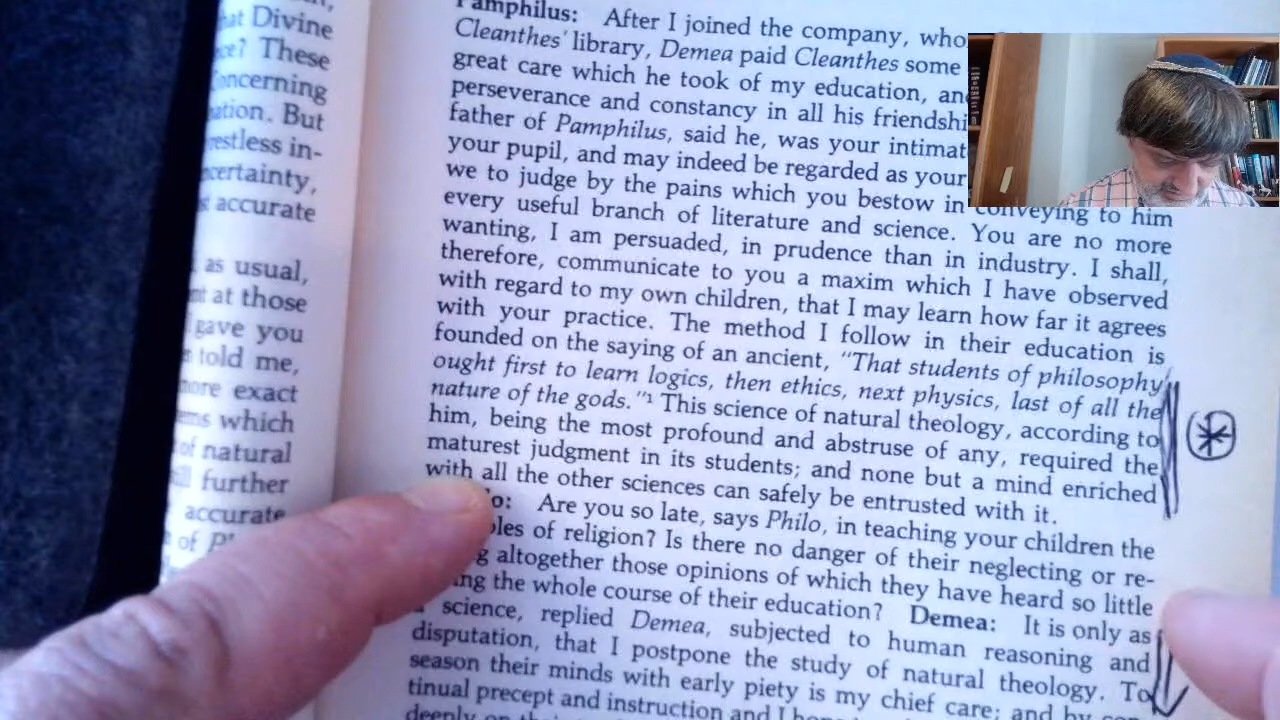 hat Divine
ce? These
oncerning
ation. But
restless in-
certainty,
accurate
as usual,
at those
gave you
told me,
more exact
ems which
of natural
further
accurate
of
Pamphilus: After I joined the company, who
Cleanthes' library, Demea paid Cleanthes some
great care which he took of my education, an
perseverance and constancy in all his friendshi
father of Pamphilus, said he, was your intimat
your pupil, and may indeed be regarded as your
we to judge by the pains which you bestow in conveying to him
every useful branch of literature and science. You are no more
wanting, I am persuaded, in prudence than in industry. I shall,
therefore, communicate to you a maxim which I have observed
with regard to my own children, that I may learn how far it agrees
with your practice. The method I follow in their education is
founded on the saying of an ancient, "That students of philosophy
ought first to learn logics, then ethics, next physics, last of all the
nature of the gods."1 This science of natural theology, according to
him, being the most profound and abstruse of any, required the
maturest judgment in its students; and none but a mind enriched
with all the other sciences can safely be entrusted with it.
o: Are you so late, says Philo, in teaching your children the
ples of religion? Is there no danger of their neglecting or re-
g altogether those opinions of which they have heard so little
ing the whole course of their education? Demea: It is only as
science, replied Demea, subjected to human reasoning and
disputation, that I postpone the study of natural theology. To
season their minds with early piety is my chief care; and by
tinual precept and instruction and I
deeply on